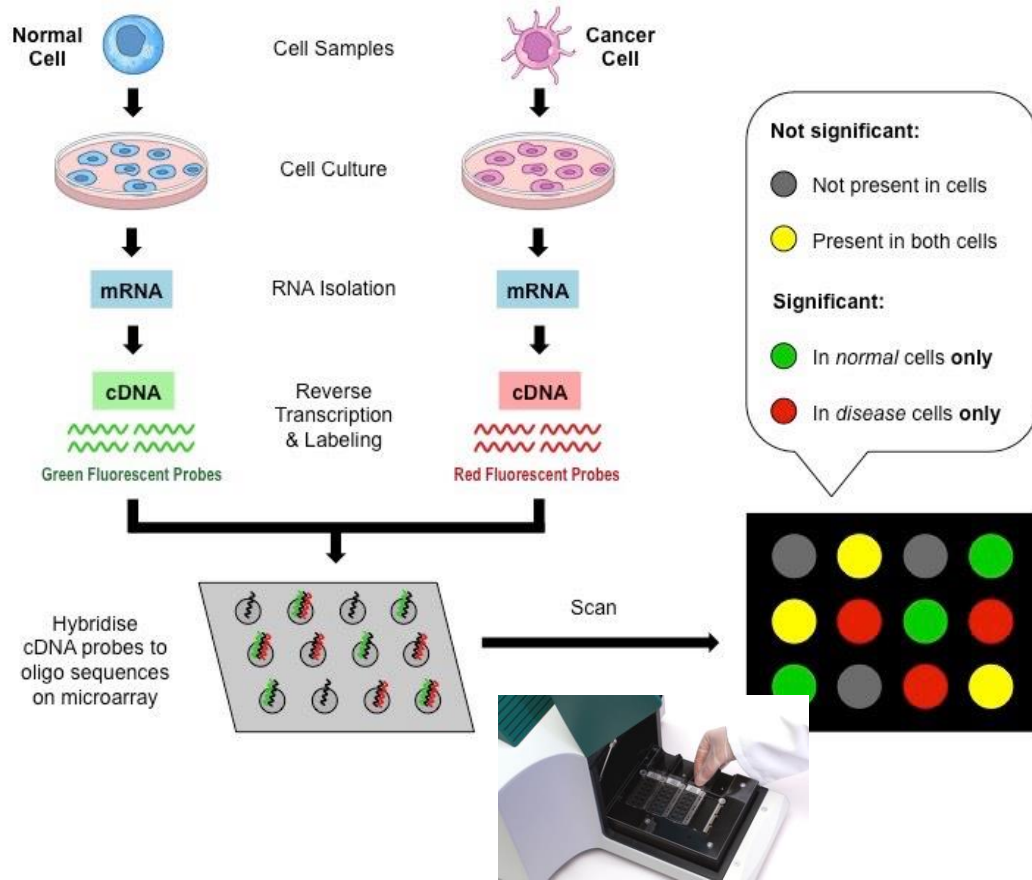 Normal
Cell
Cell Samples
Cancer
Cell
Cell Culture
mRNA
RNA Isolation
mRNA
cDNA
Reverse
Transcription
& Labeling
cDNA
Green Fluorescent Probes
Red Fluorescent Probes
Hybridise
cDNA probes to
oligo sequences
on microarray
Scan
Not significant:
Not present in cells
Present in both cells
Significant:
In normal cells only
In disease cells only